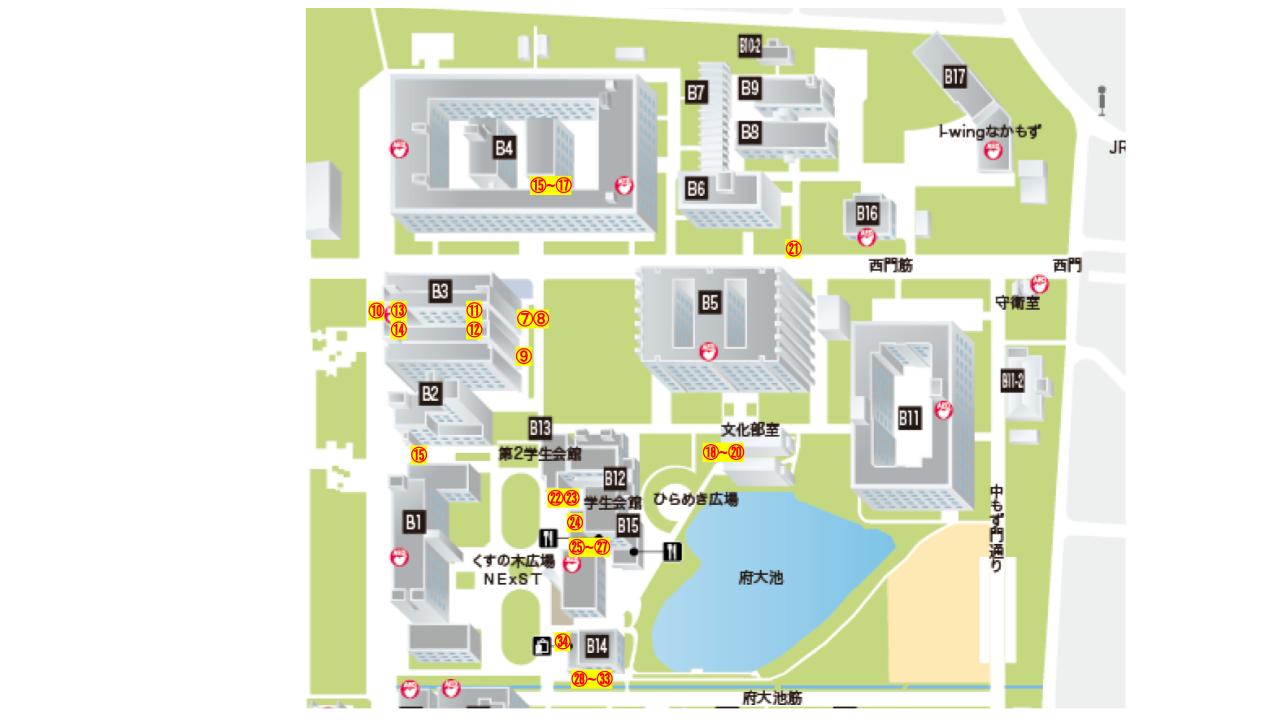 B10-2
B17
B7
B9
B8
I-wingなかもず
JR
B4
B6
⑮~⑰
B16
㉑
西門筋
西門
B3
B5
守衛室
⑩⑬
⑪
⑦⑧
⑭
⑫
⑨
B2
B11-2
B11
B13
文化部室
第2学生会館
⑱~⑳
⑮
B12
ひらめき広場
㉒㉓
学生会館
中もず門通り
B1
㉔
B15
㉕~㉗
くすの木広場
NExST
府大池
㉞
B14
㉘~㉝
府大池筋